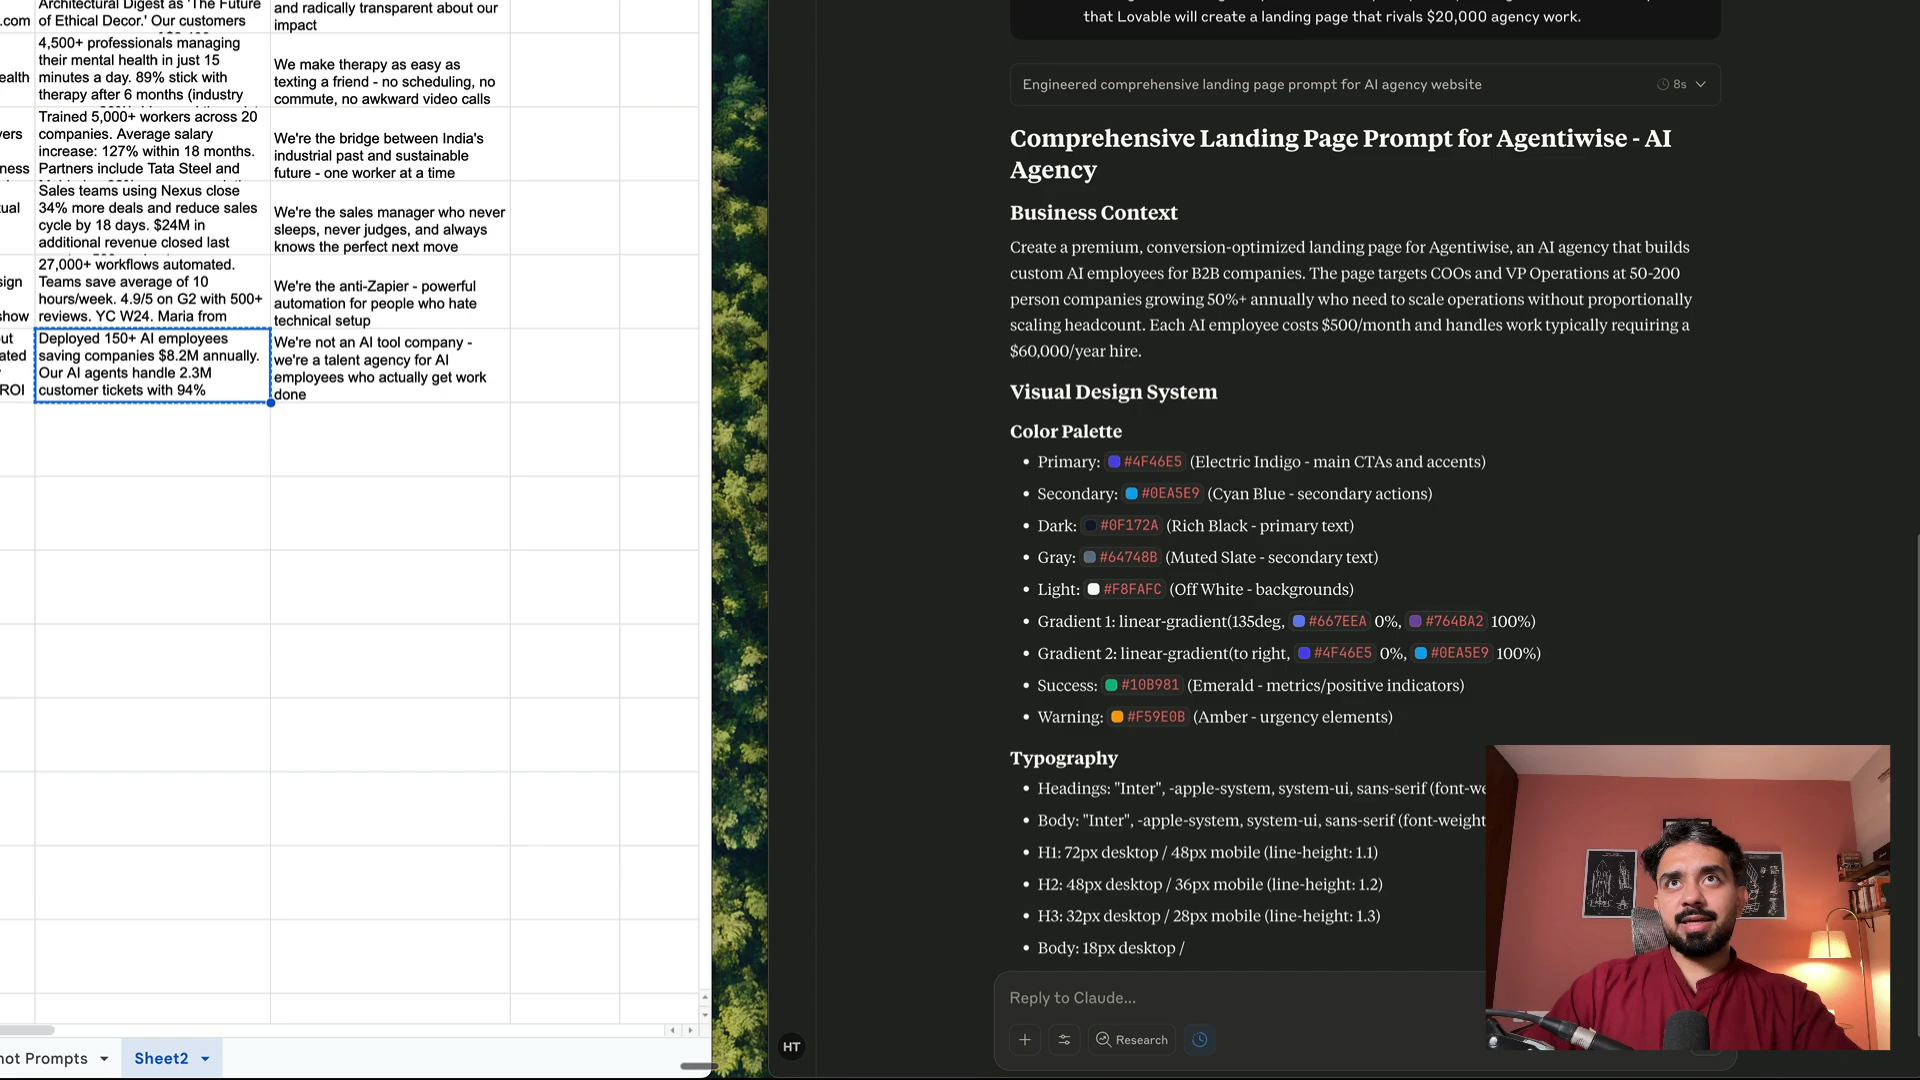 Architectural Digest as 'The Future
.com of Ethical Decor.' Our customers
and radically transparent about our
impact
4,500+ professionals managing
their mental health in just 15
ealth minutes a day. 89% stick with
therapy after 6 months (industry
We make therapy as easy as
texting a friend - no scheduling, no
commute, no awkward video calls
Trained 5,000+ workers across 20
vers companies. Average salary
increase: 127% within 18 months.
ness Partners include Tata Steel and
We're the bridge between India's
industrial past and sustainable
future - one worker at a time
Sales teams using Nexus close
tual 34% more deals and reduce sales
cycle by 18 days. $24M in
additional revenue closed last
We're the sales manager who never
sleeps, never judges, and always
knows the perfect next move
27,000+ workflows automated.
sign Teams save average of 10
hours/week. 4.9/5 on G2 with 500+
show reviews. YC W24. Maria from
We're the anti-Zapier - powerful
automation for people who hate
technical setup
out Deployed 150+ AI employees
ated saving companies $8.2M annually.
Our AI agents handle 2.3M
ROI customer tickets with 94%
We're not an AI tool company -
we're a talent agency for AI
employees who actually get work
done
not Prompts
Sheet2
that Lovable will create a landing page that rivals $20,000 agency work.
Engineered comprehensive landing page prompt for AI agency website 8s
Comprehensive Landing Page Prompt for Agentiwise - AI
Agency
Business Context
Create a premium, conversion-optimized landing page for Agentiwise, an AI agency that builds
custom AI employees for B2B companies. The page targets COOs and VP Operations at 50-200
person companies growing 50%+ annually who need to scale operations without proportionally
scaling headcount. Each AI employee costs $500/month and handles work typically requiring a
$60,000/year hire.
Visual Design System
Color Palette
• Primary: #4F46E5 (Electric Indigo - main CTAs and accents)
• Secondary: #0EA5E9 (Cyan Blue - secondary actions)
• Dark: #0F172A (Rich Black - primary text)
• Gray: #64748B (Muted Slate - secondary text)
• Light: #F8FAFC (Off White - backgrounds)
• Gradient 1: linear-gradient(135deg, #667EEA 0%, #764BA2 100%)
• Gradient 2: linear-gradient(to right, #4F46E5 0%, #0EA5E9 100%)
• Success: #10B981 (Emerald - metrics/positive indicators)
• Warning: #F59E0B (Amber - urgency elements)
Typography
• Headings: "Inter", -apple-system, system-ui, sans-serif (font-we
• Body: "Inter", -apple-system, system-ui, sans-serif (font-weight
• H1: 72px desktop / 48px mobile (line-height: 1.1)
• H2: 48px desktop / 36px mobile (line-height: 1.2)
• H3: 32px desktop / 28px mobile (line-height: 1.3)
• Body: 18px desktop /
Reply to Claude...
Research
HT